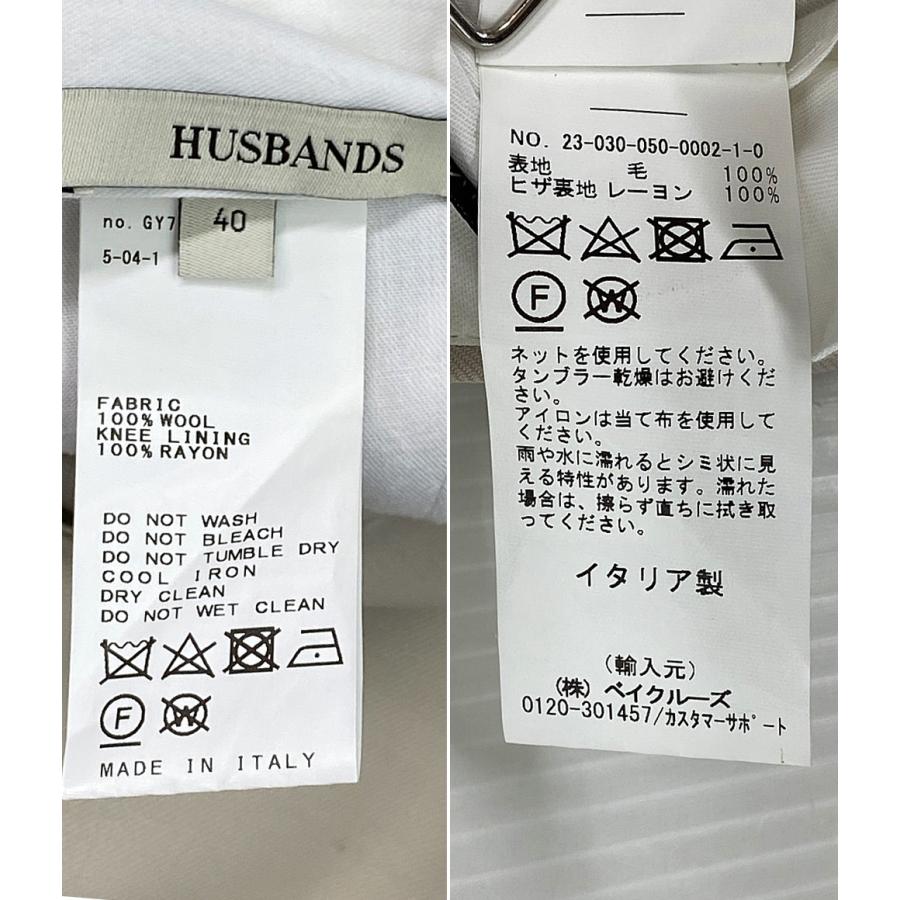 HUSBANDS
40
no. GY7
5-04-1
FABRIC
100% WOOL
KNEE LINING
100% RAYON
DO NOT WASH
DO NOT BLEACH
DO NOT TUMBLE DRY
COOL IRON
DRY CLEAN
DO NOT WET CLEAN
F W
MADE IN ITALY
NO. 23-030-050-0002-1-0
表地 毛 100%
ヒザ裏地 レーヨン 100%
F W
ネットを使用してください。
タンブラー乾燥はお避けくだ
さい。
アイロンは当て布を使用して
ください。
雨や水に濡れるとシミ状に見
える特性があります。濡れた
場合は、擦らず直ちに拭き取
ってください。
イタリア製
(輸入元)
(株) ベイクルーズ
0120-301457/カスタマーサポート